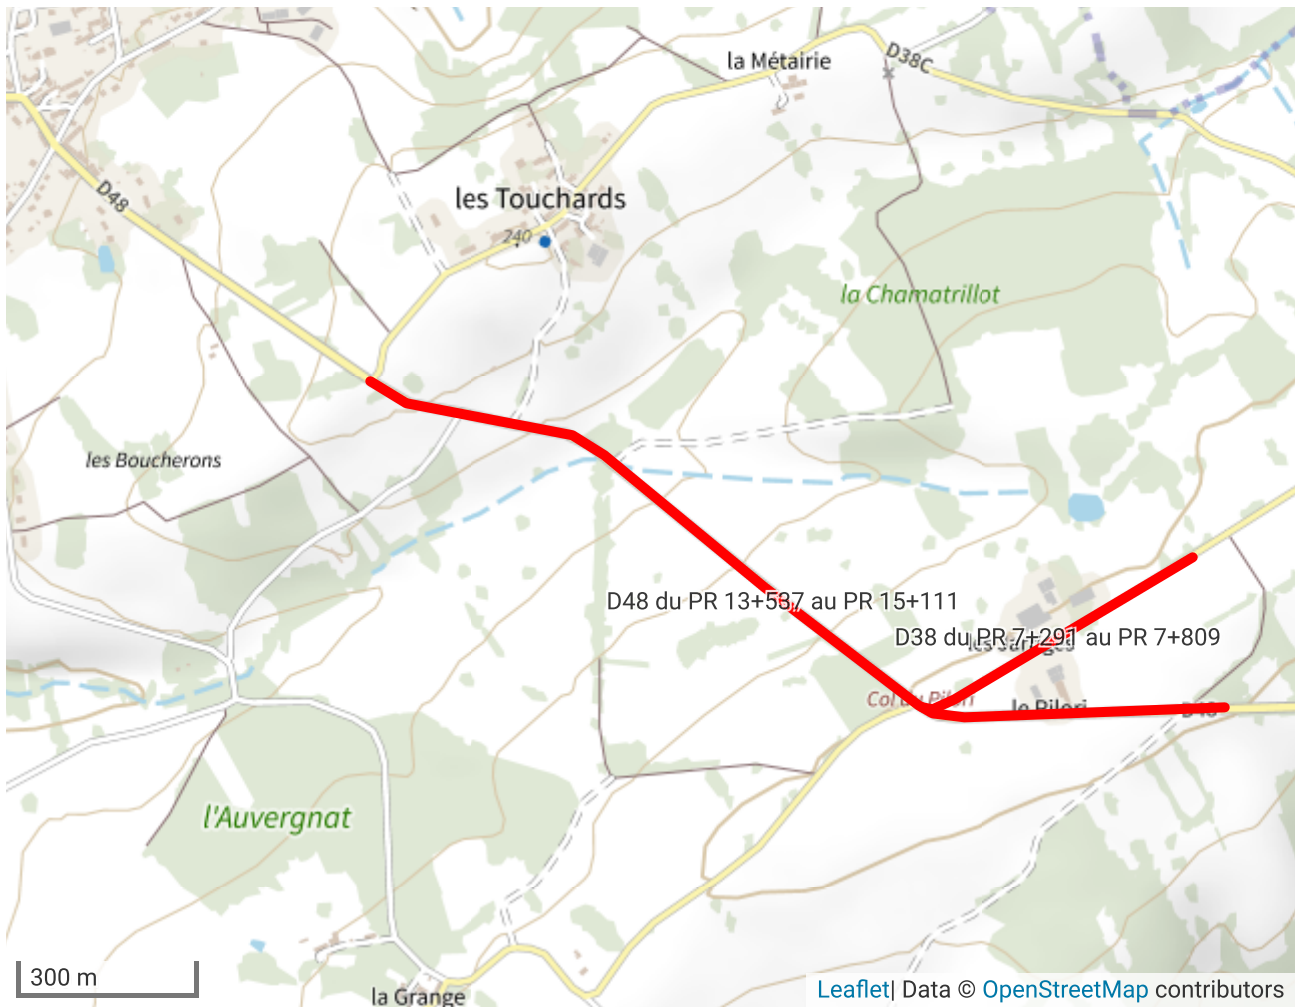 la Métairie
D38C
D48
les Touchards
240
la Chamatrillot
les Boucherons
D48 du PR 13+587 au PR 15+111
D38 du PR 7+291 au PR 7+809
Col du Pilori
le Pilori
D48
l'Auvergnat
300 m
la Grange
Leaflet| Data © OpenStreetMap contributors